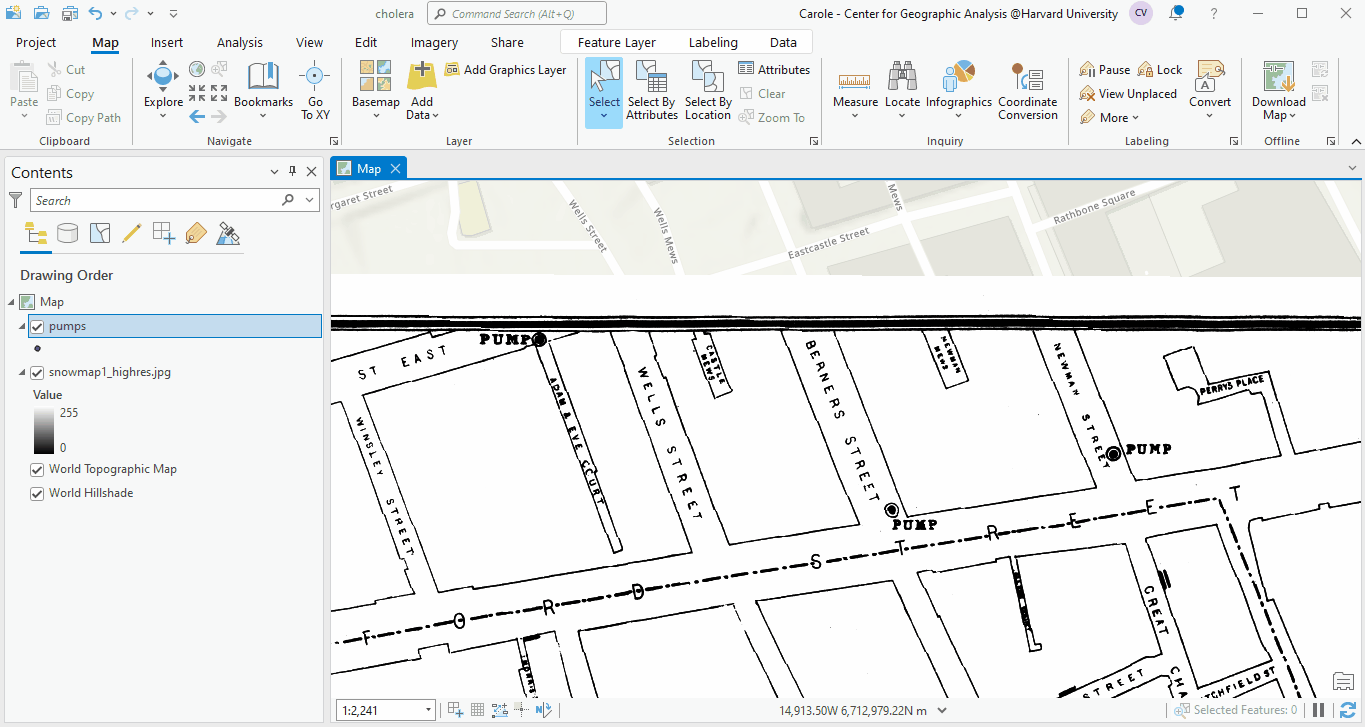 cholera
Command Search (Alt+Q)
Carole - Center for Geographic Analysis @Harvard University
CV
?
Project
Map
Insert
Analysis
View
Edit
Imagery
Share
Feature Layer
Labeling
Data
Paste
Cut
Copy
Copy Path
Clipboard
Explore
Bookmarks
Go
To XY
Navigate
Basemap
Add
Data
Add Graphics Layer
Layer
Select
Select By
Attributes
Select By
Location
Attributes
Clear
Zoom To
Selection
Measure
Locate
Infographics
Coordinate
Conversion
Inquiry
Pause
Lock
View Unplaced
More
Convert
Labeling
Download
Map
Offline
Contents
Search
Drawing Order
Map
pumps
snowmap1_highres.jpg
Value
255
0
World Topographic Map
World Hillshade
Map
rgaret Street
Wells Street
Wells Mews
Eastcastle Street
Mews
Rathbone Square
ST EAST
PUMP
ADAM & EVE COURT
WINSLEY STREET
WELLS STREET
CASTLE
MEWS
BERNERS STREET
NEWMAN
MEWS
NEWMAN STREET
PERRYS PLACE
PUMP
PUMP
FORD STREET
GREAT
CHA
STREET
TCHFIELD ST
1:2,241
14,913.50W 6,712,979.22N m
Selected Features: 0